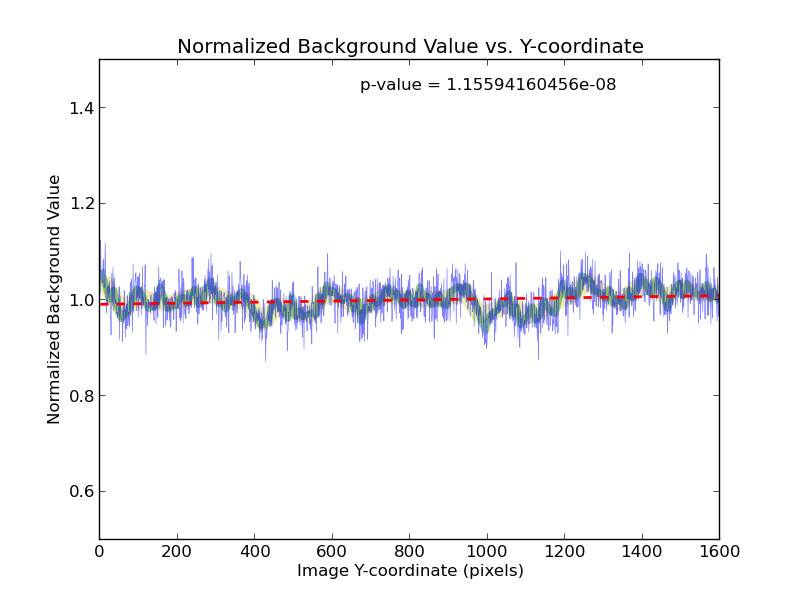 Normalized Background Value vs. Y-coordinate
p-value = 1.15594160456e-08
Normalized Background Value
1.4
1.2
1.0
0.8
0.6
0 200 400 600 800 1000 1200 1400 1600
Image Y-coordinate (pixels)